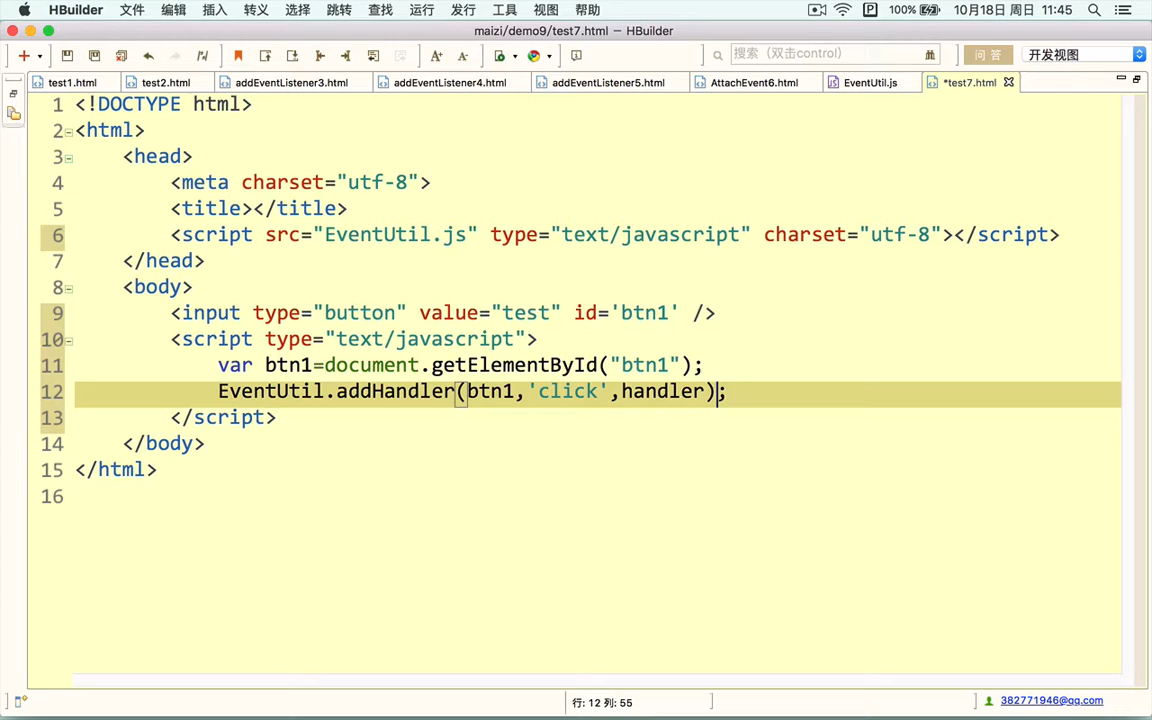 HBuilder 文件 编辑 插入 转义 选择 跳转 查找 运行 发行 工具 视图 帮助 100% 10月18日 周日 11:45
maizi/demo9/test7.html — HBuilder
搜索（双击control） 问 答 开发视图
test1.html test2.html addEventListener3.html addEventListener4.html addEventListener5.html AttachEvent6.html EventUtil.js *test7.html
1 <!DOCTYPE html>
2 <html>
3 <head>
4 <meta charset="utf-8">
5 <title></title>
6 <script src="EventUtil.js" type="text/javascript" charset="utf-8"></script>
7 </head>
8 <body>
9 <input type="button" value="test" id='btn1' />
10 <script type="text/javascript">
11 var btn1=document.getElementById("btn1");
12 EventUtil.addHandler(btn1,'click',handler);
13 </script>
14 </body>
15 </html>
16
行: 12 列: 55 382771946@qq.com